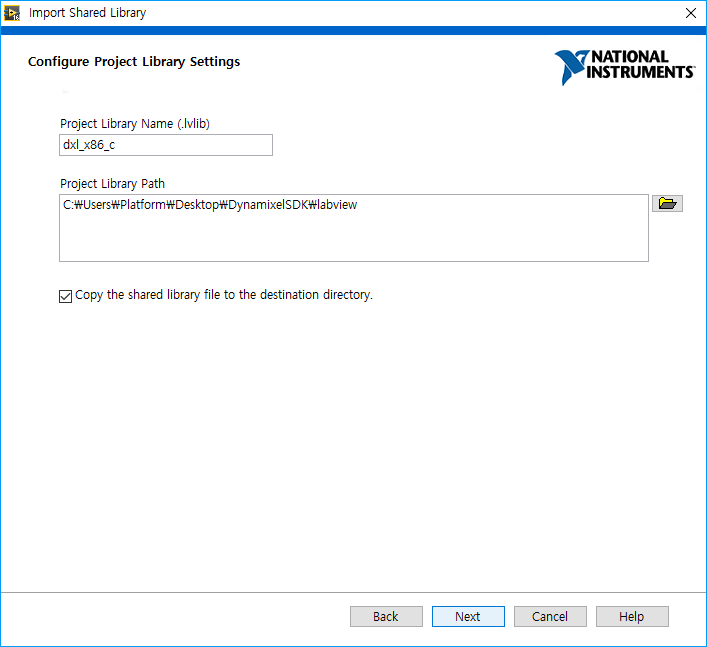 Import Shared Library
Configure Project Library Settings
NATIONAL
INSTRUMENTS
Project Library Name (.lvlib)
dxl_x86_c
Project Library Path
C:₩Users₩Platform₩Desktop₩DynamixelSDK₩labview
Copy the shared library file to the destination directory.
Back
Next
Cancel
Help